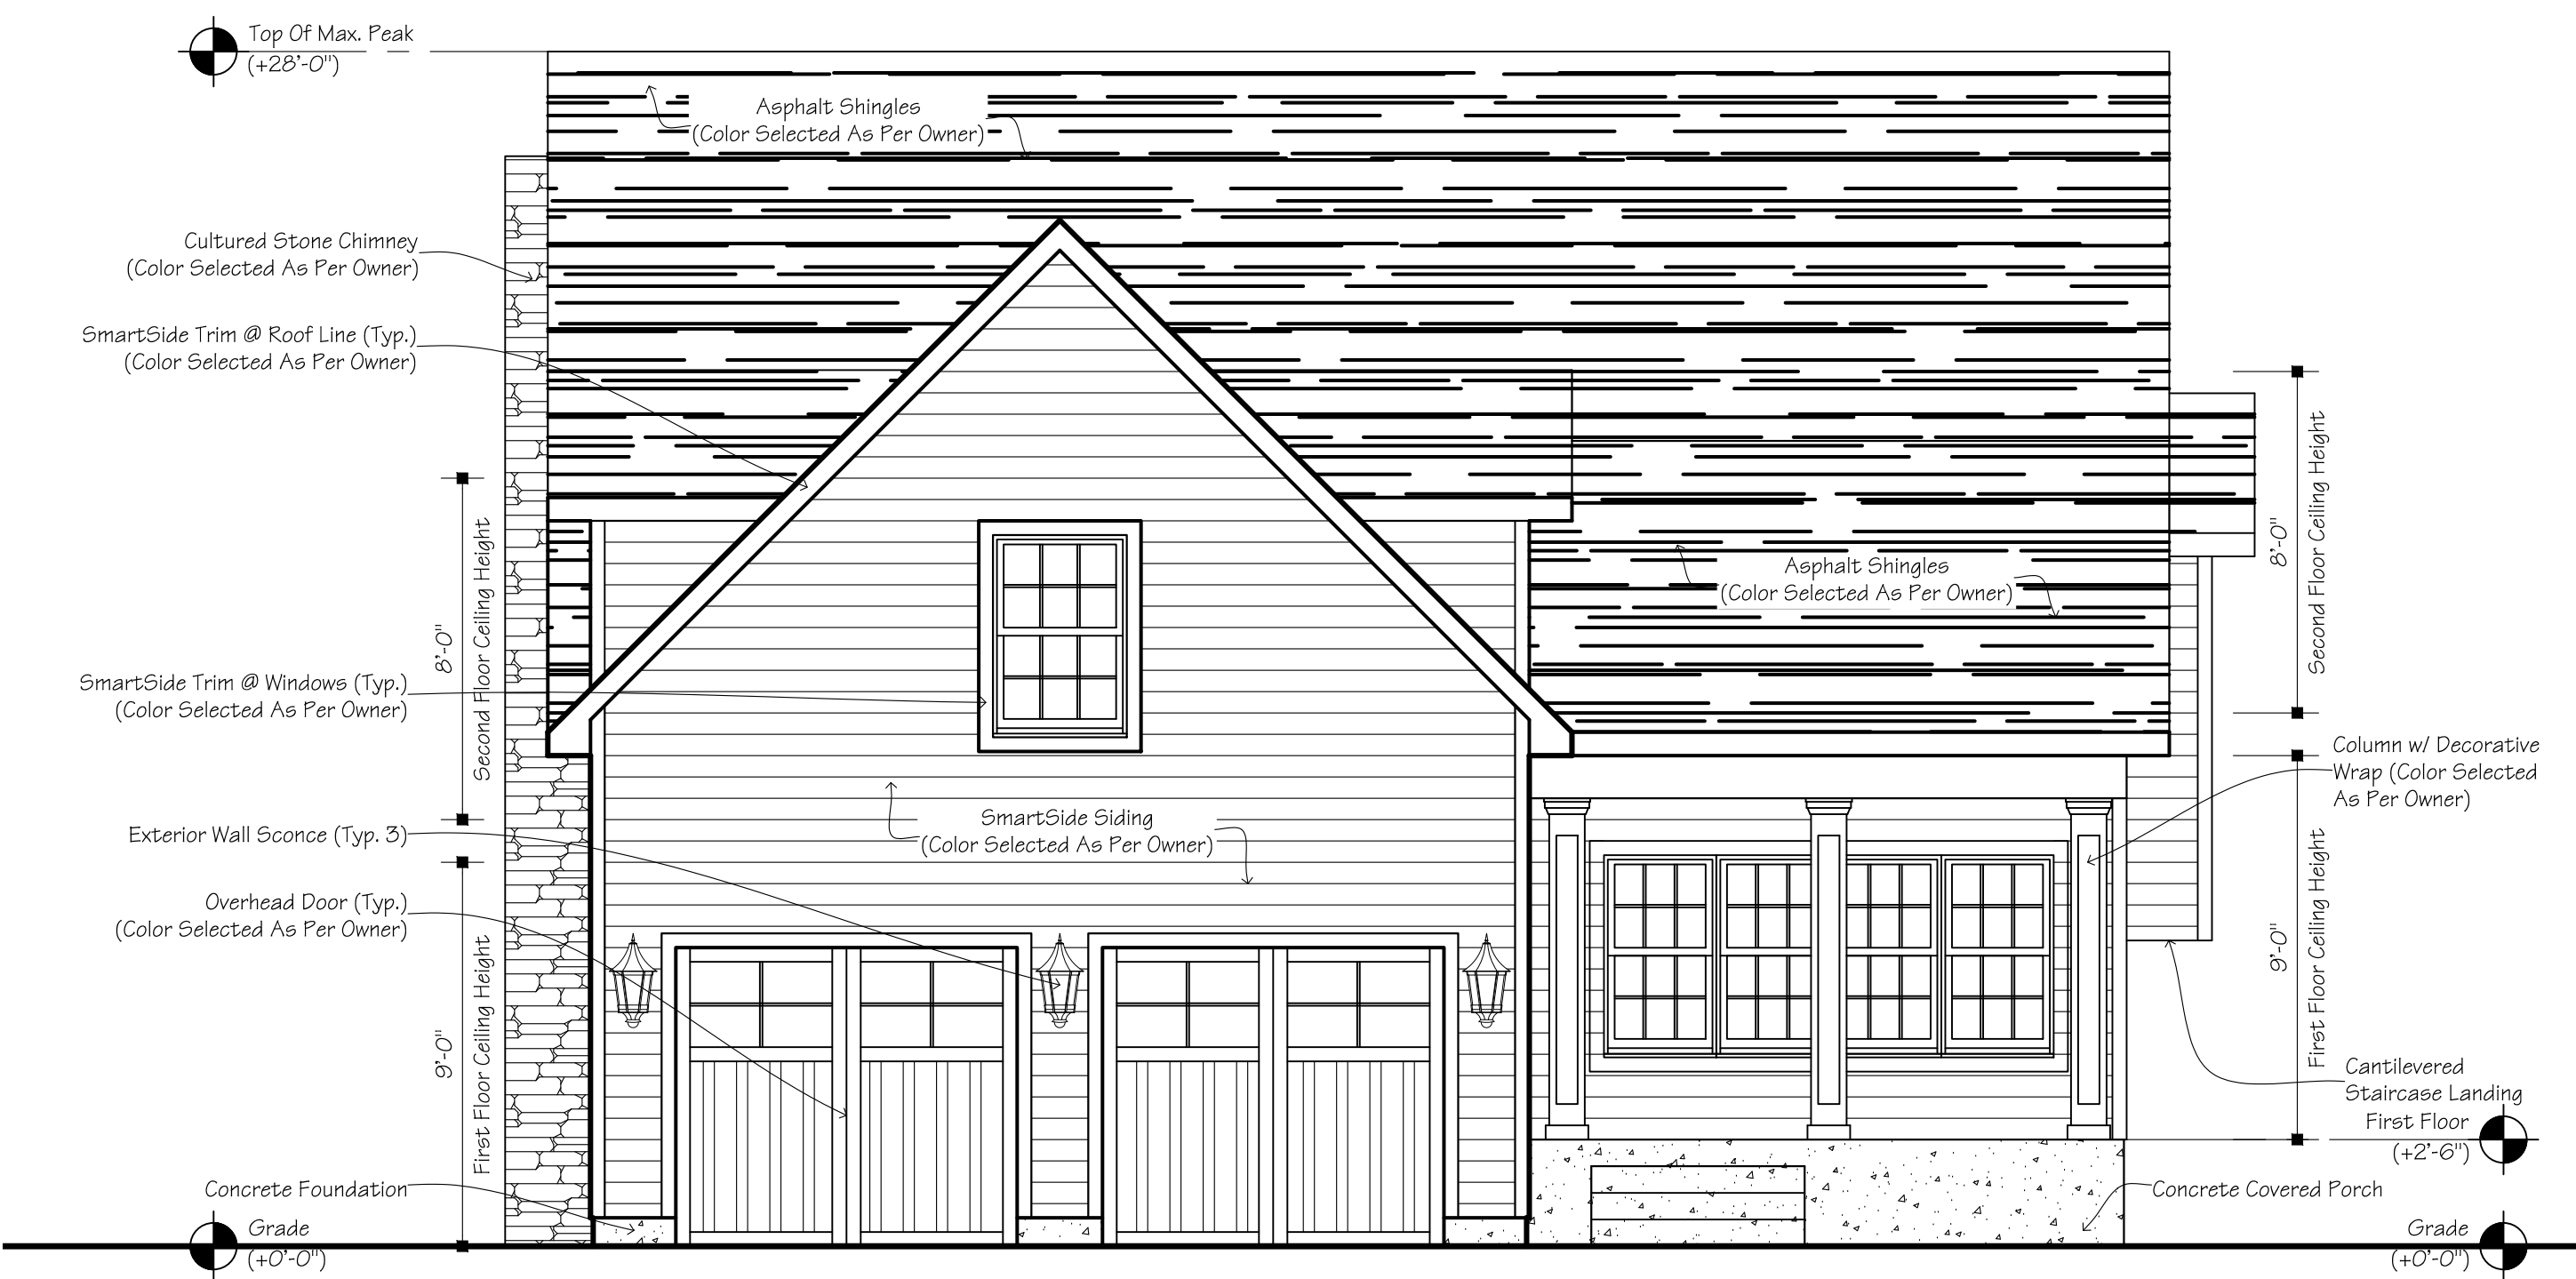 Top Of Max. Peak
(+28'-0")
Asphalt Shingles
(Color Selected As Per Owner)
Cultured Stone Chimney
(Color Selected As Per Owner)
SmartSide Trim @ Roof Line (Typ.)
(Color Selected As Per Owner)
8'-0"
Second Floor Ceiling Height
8'-0"
Second Floor Ceiling Height
Asphalt Shingles
(Color Selected As Per Owner)
SmartSide Trim @ Windows (Typ.)
(Color Selected As Per Owner)
Column w/ Decorative
Wrap (Color Selected
As Per Owner)
SmartSide Siding
(Color Selected As Per Owner)
Exterior Wall Sconce (Typ. 3)
Overhead Door (Typ.)
(Color Selected As Per Owner)
9'-0"
First Floor Ceiling Height
9'-0"
First Floor Ceiling Height
Cantilevered
Staircase Landing
First Floor
(+2'-6")
Concrete Foundation
Concrete Covered Porch
Grade
(+0'-0")
Grade
(+0'-0")